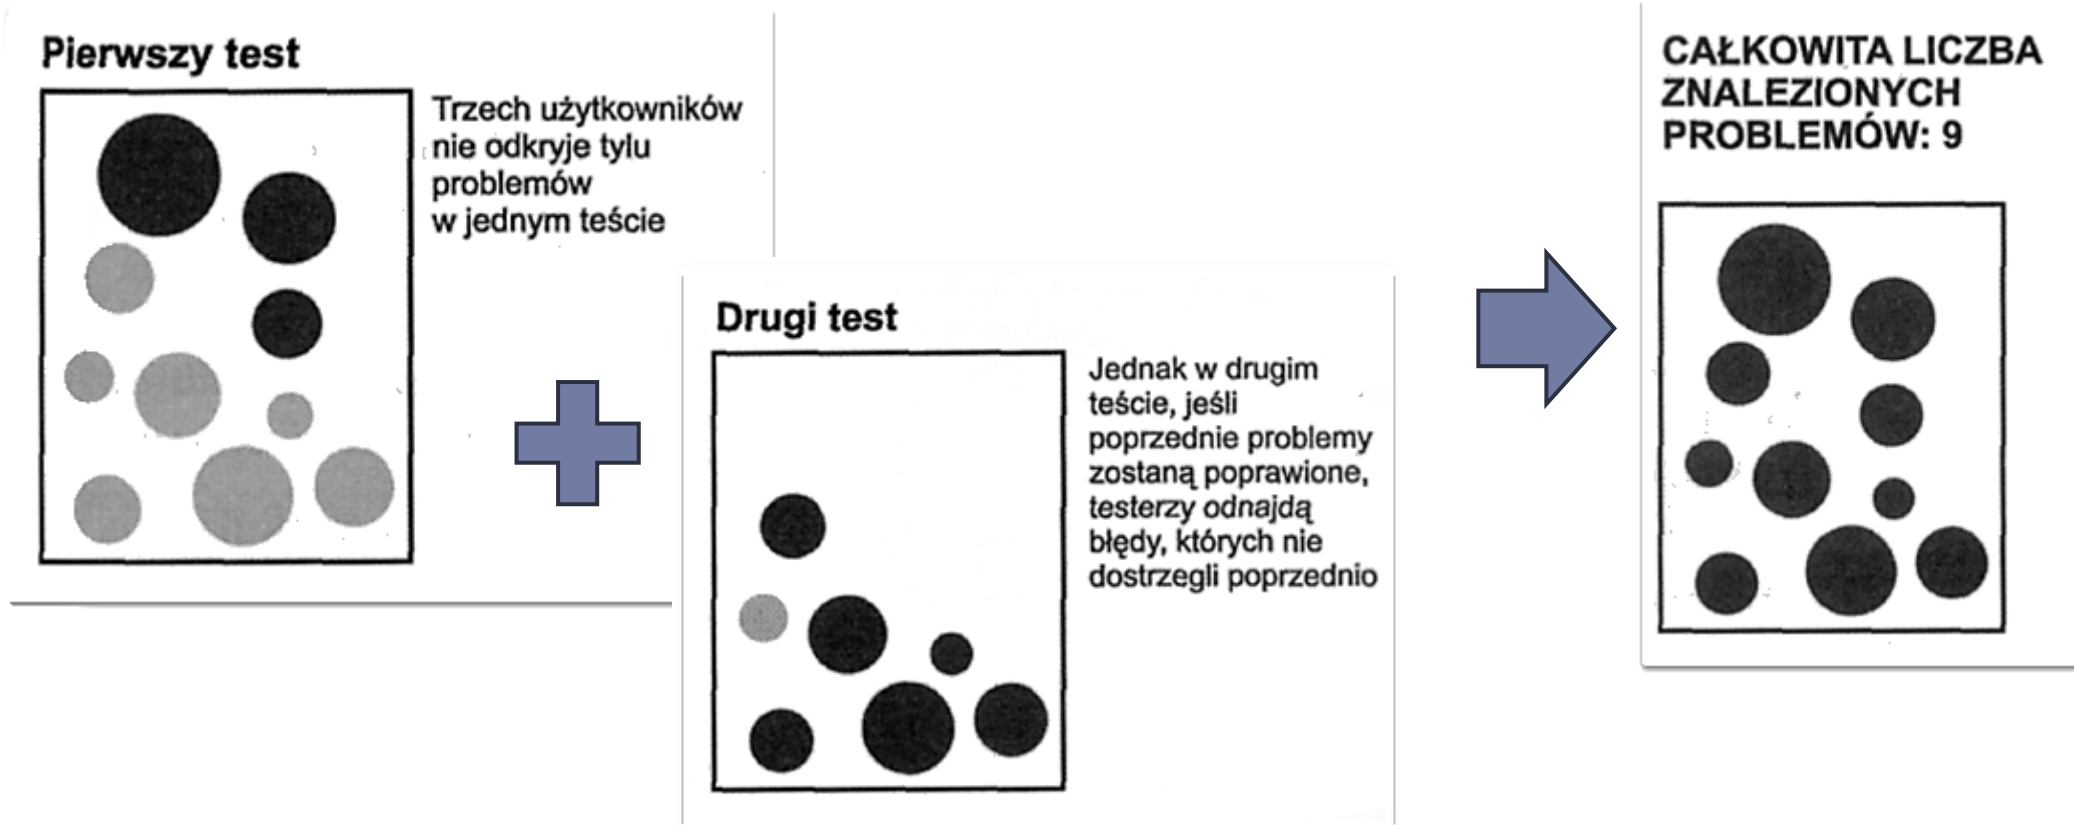 Pierwszy test
Trzech użytkowników
nie odkryje tylu
problemów
w jednym teście
Drugi test
Jednak w drugim
teście, jeśli
poprzednie problemy
zostaną poprawione,
testerzy odnajdą
błędy, których nie
dostrzegli poprzednio
CAŁKOWITA LICZBA
ZNALEZIONYCH
PROBLEMÓW: 9